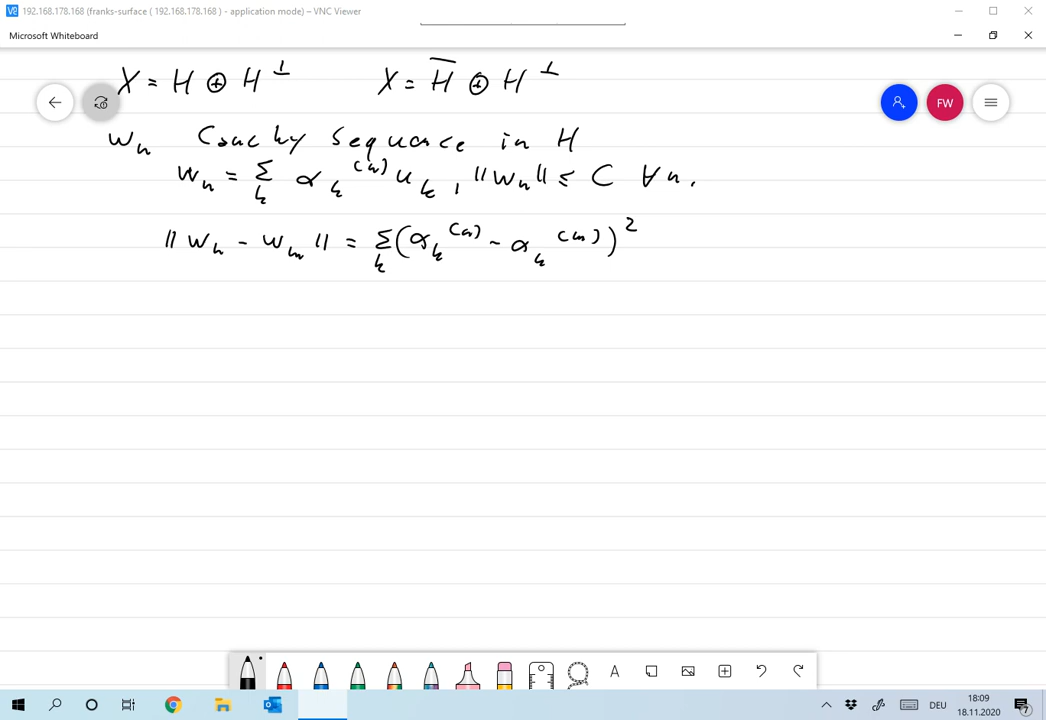 192.168.178.168 (franks-surface ( 192.168.178.168 ) - application mode) – VNC Viewer
Microsoft Whiteboard
X = H ⊕ H^⊥    X = H̅ ⊕ H^⊥
FW
w_n Cauchy Sequence in H
w_n = Σ_k α_k^(n) u_k , ||w_n|| ≤ C ∀n.
|| w_n - w_m || = Σ_k (α_k^(n) - α_k^(m))^2
A
18:09
DEU
18.11.2020
7